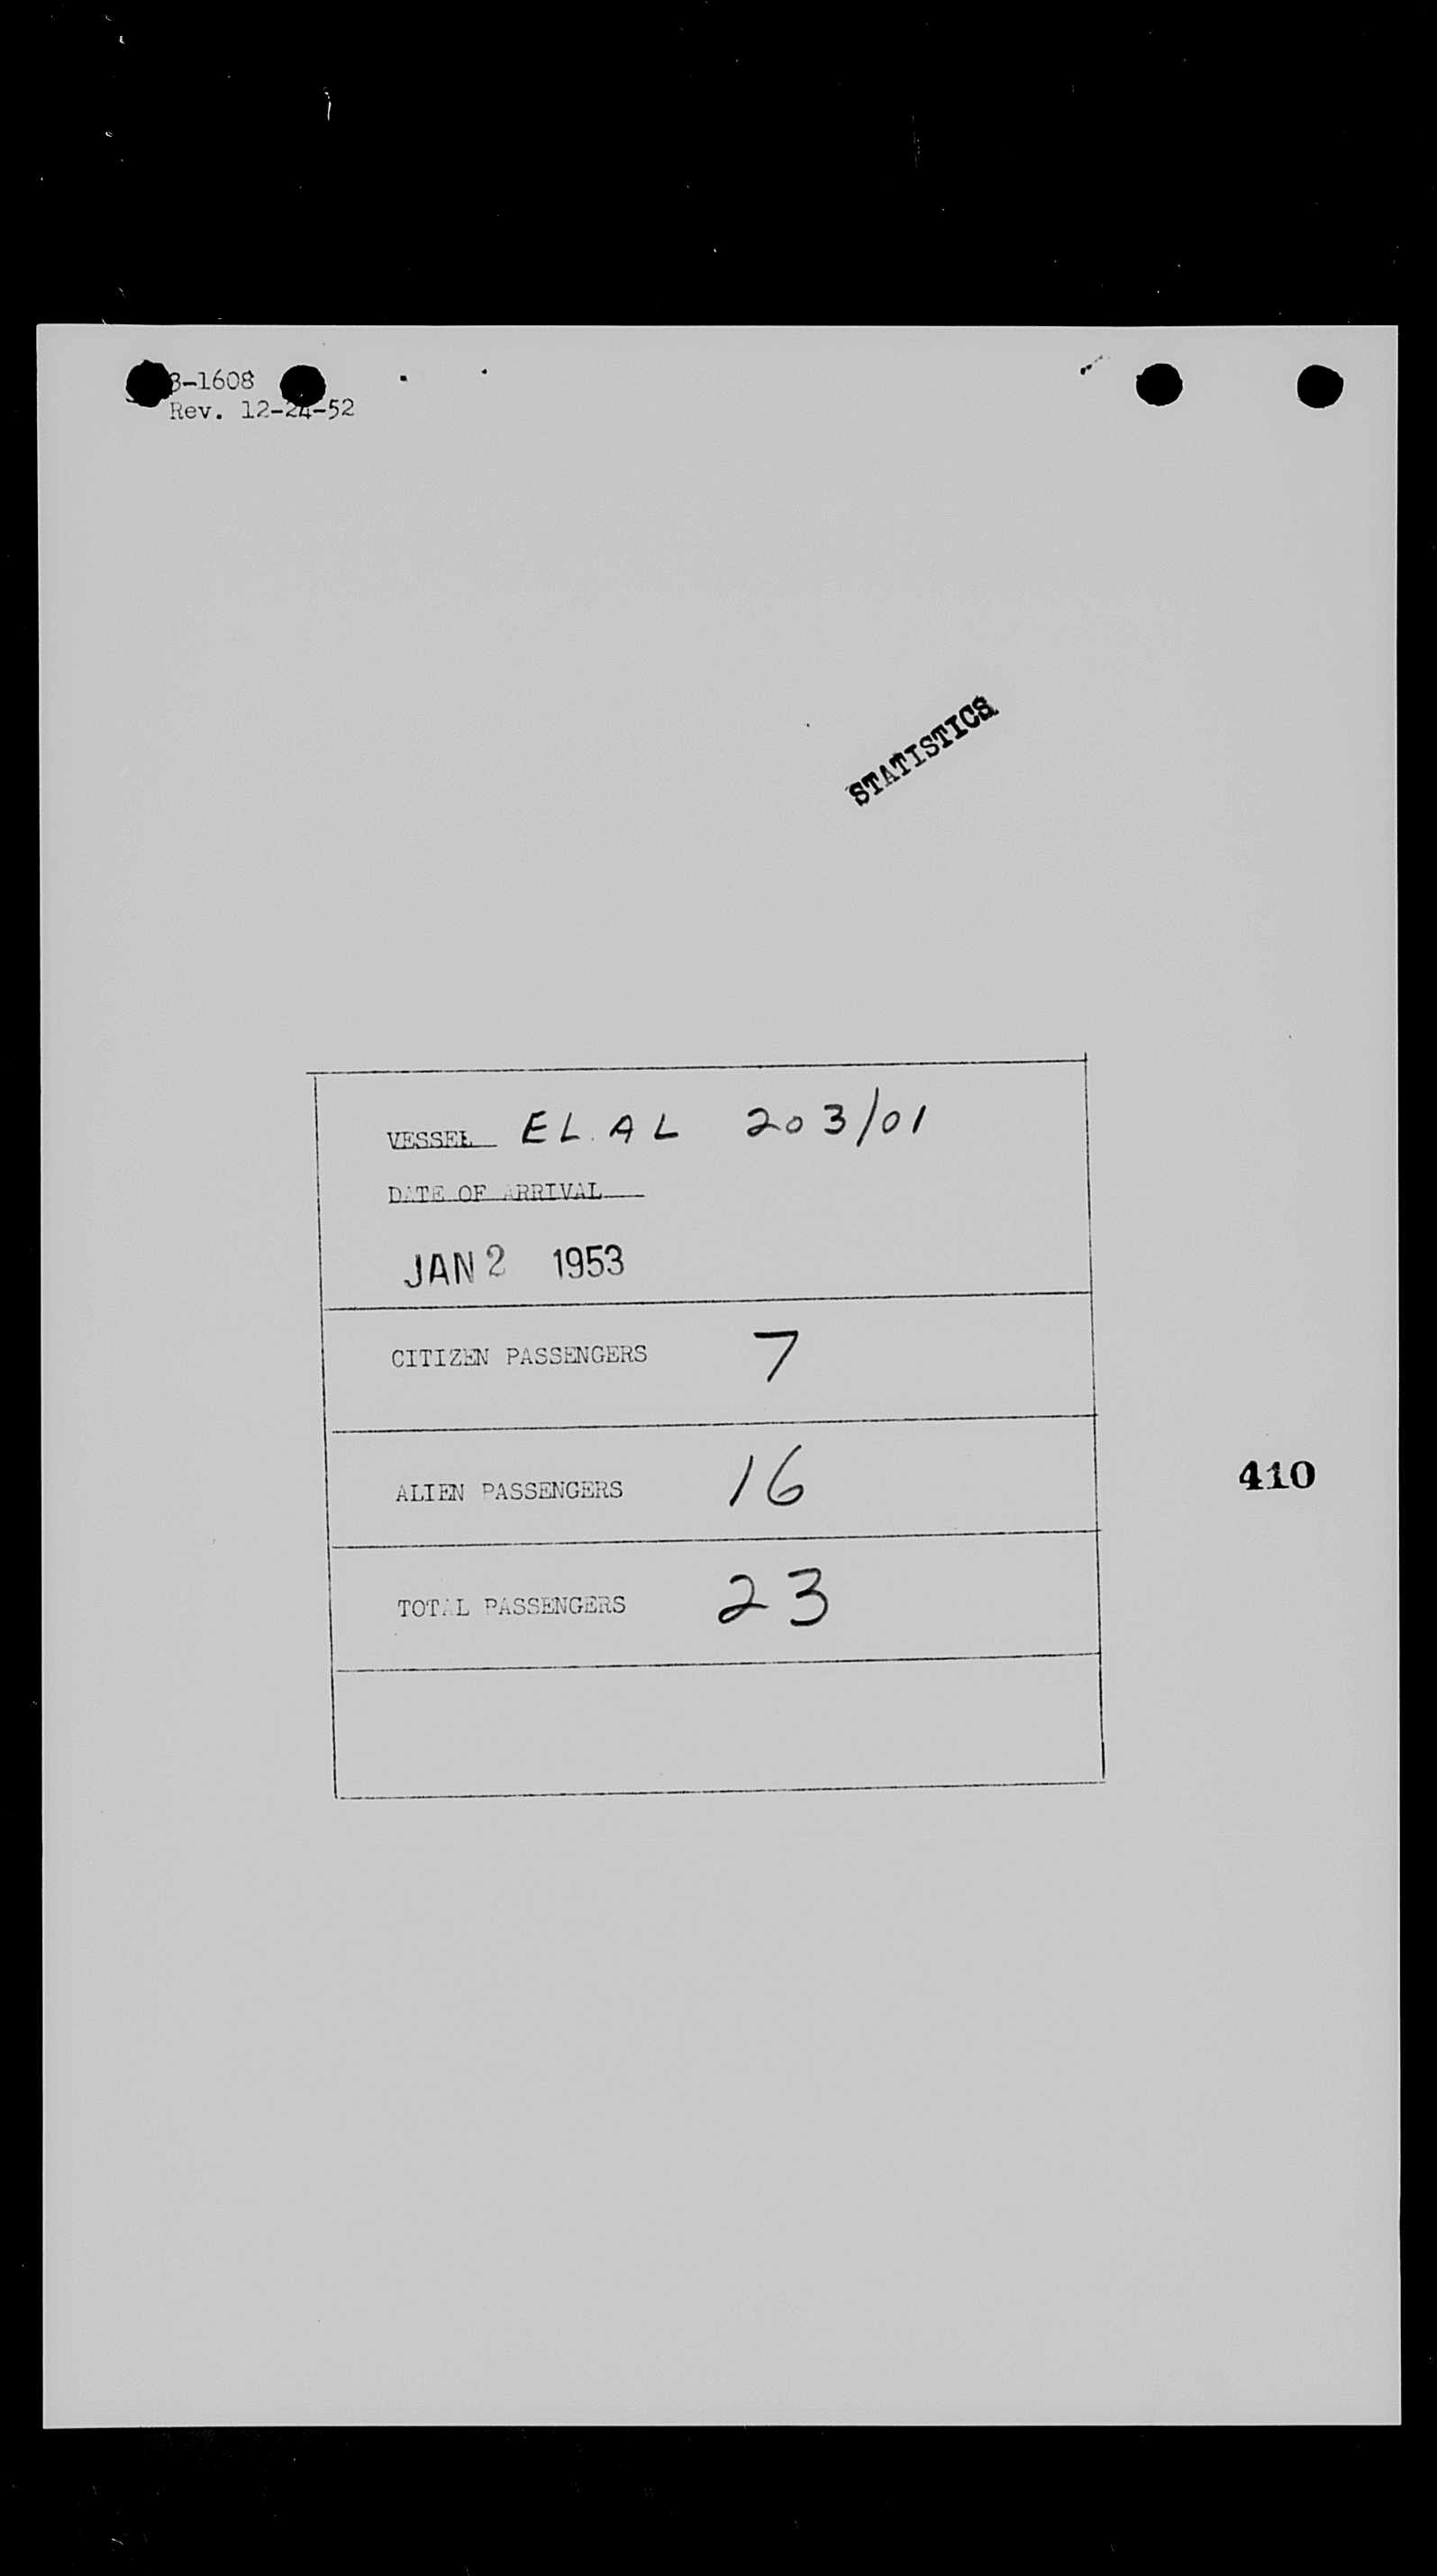 3-1608
Rev. 12-24-52
STATISTICS
VESSEL EL AL 203/01
DATE OF ARRIVAL
JAN 2 1953
CITIZEN PASSENGERS 7
ALIEN PASSENGERS 16
410
TOTAL PASSENGERS 23